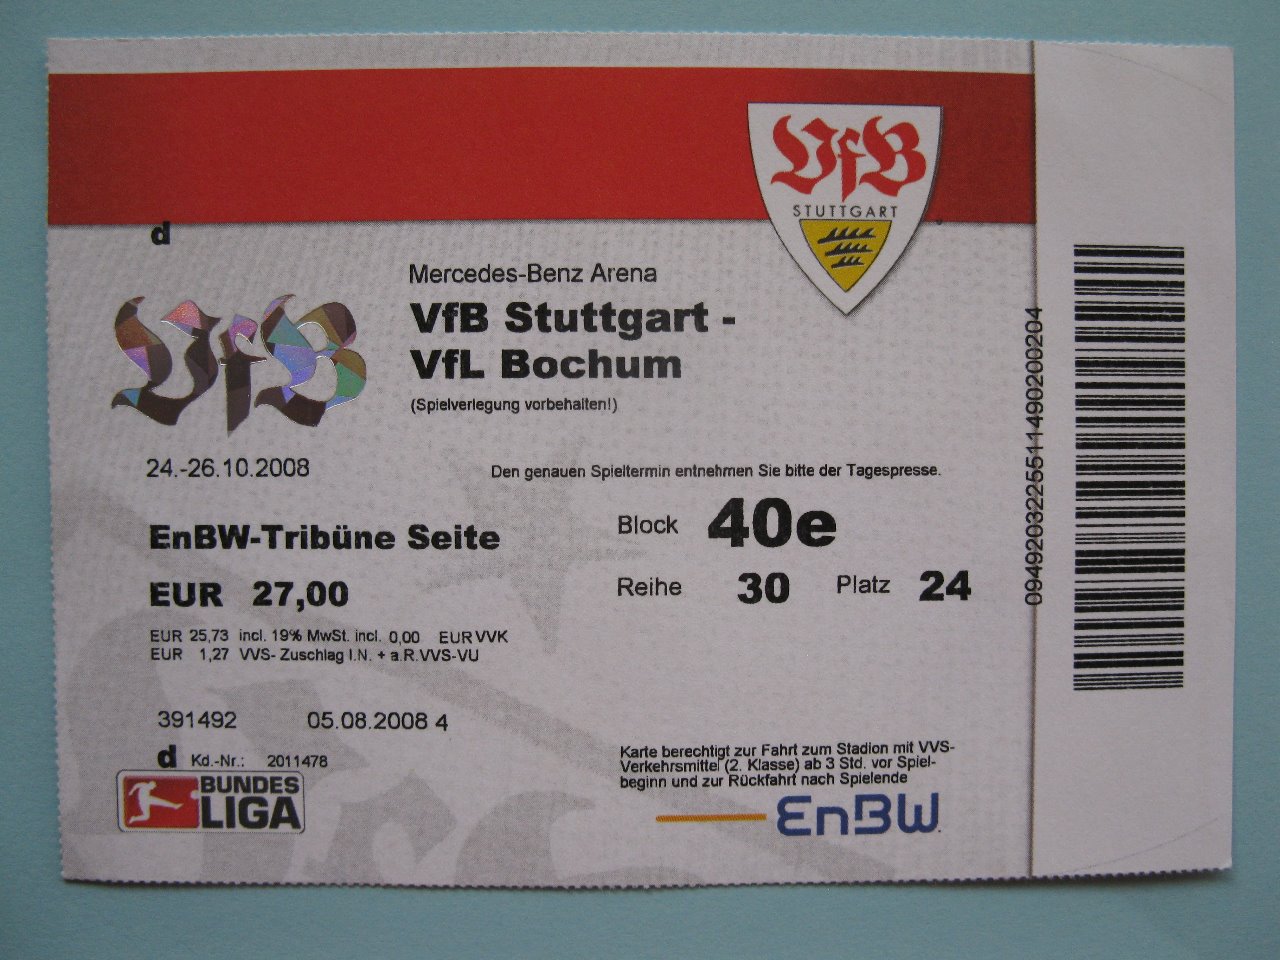 VfB
STUTTGART
d
Mercedes-Benz Arena
VfB Stuttgart -
VfL Bochum
(Spielverlegung vorbehalten!)
VfB
24.-26.10.2008
Den genauen Spieltermin entnehmen Sie bitte der Tagespresse.
EnBW-Tribüne Seite
Block 40e
EUR 27,00
Reihe 30 Platz 24
EUR 25,73 incl. 19% MwSt. incl. 0,00 EUR VVK
EUR 1,27 VVS- Zuschlag I.N. + a.R.VVS-VU
391492 05.08.2008 4
d Kd.-Nr.: 2011478
BUNDES
LIGA
Karte berechtigt zur Fahrt zum Stadion mit VVS-
Verkehrsmittel (2. Klasse) ab 3 Std. vor Spiel-
beginn und zur Rückfahrt nach Spielende
EnBW
094920322551149020​0204